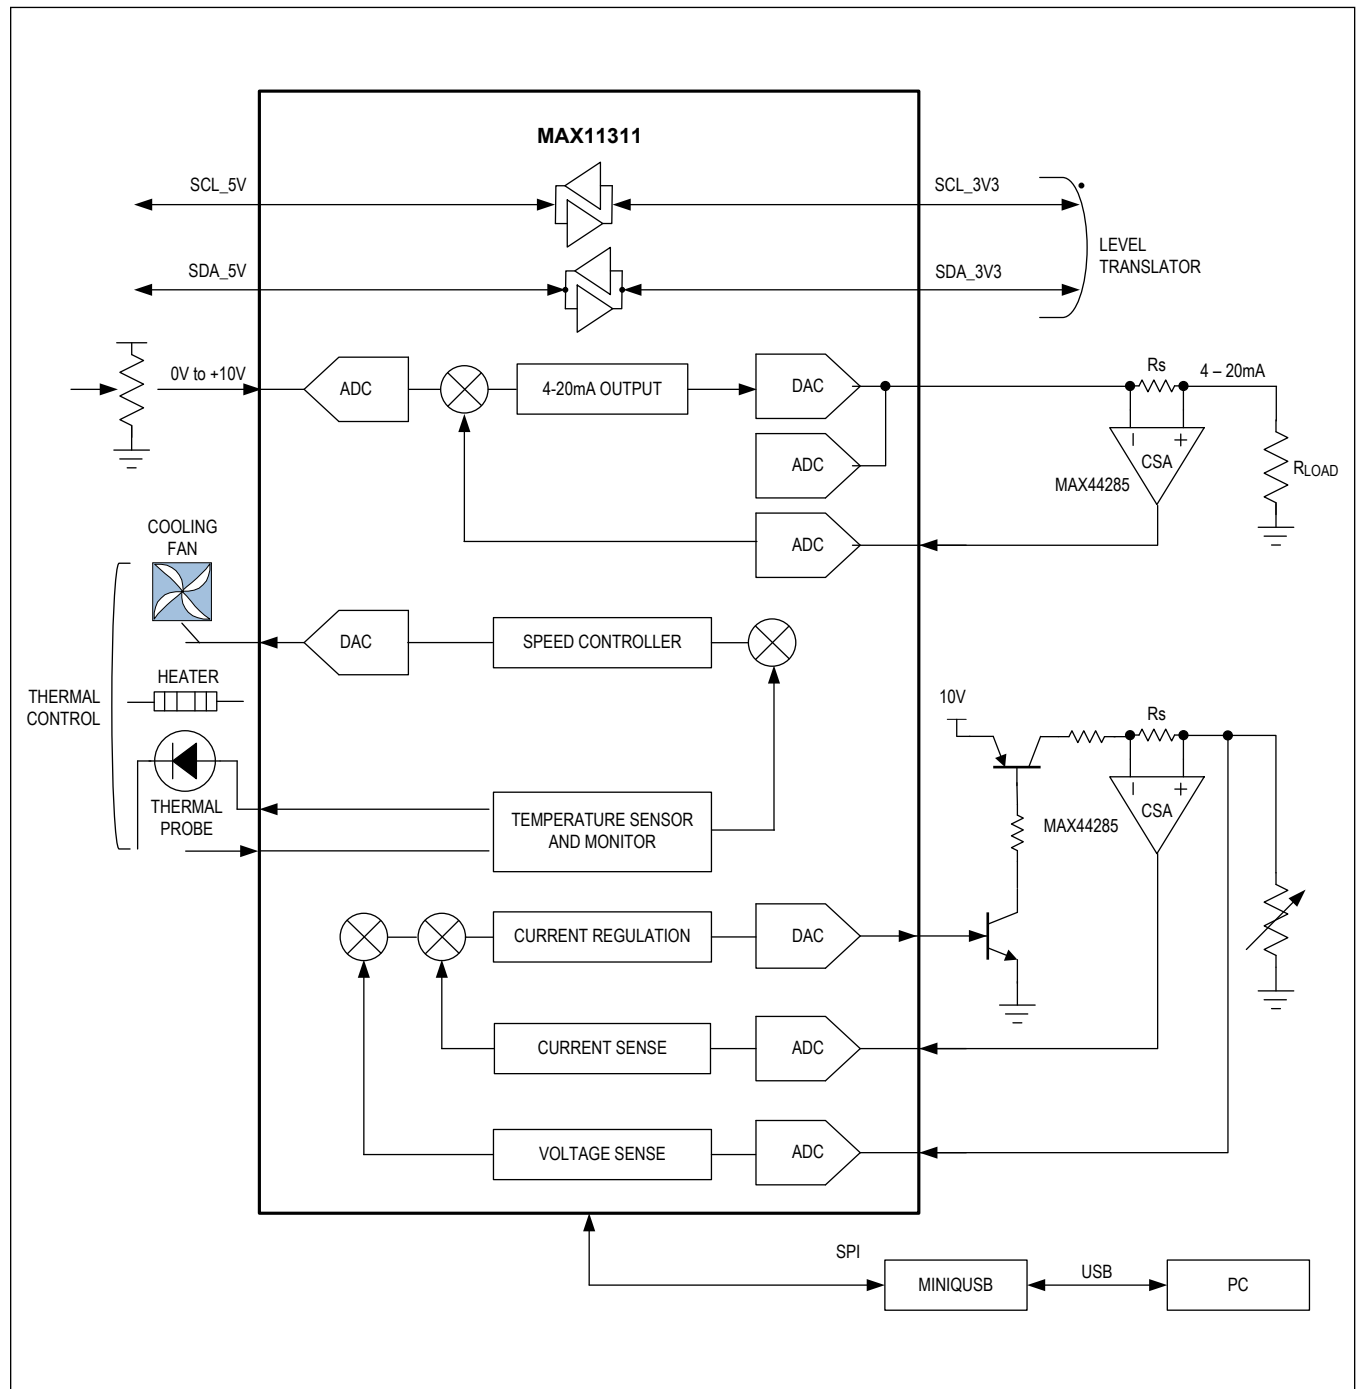 MAX11311
SCL_5V
SCL_3V3
SDA_5V
SDA_3V3
LEVEL
TRANSLATOR
0V to +10V
ADC
4-20mA OUTPUT
DAC
Rs
4 – 20mA
ADC
– +
CSA
MAX44285
RLOAD
ADC
COOLING
FAN
DAC
SPEED CONTROLLER
HEATER
THERMAL
CONTROL
THERMAL
PROBE
TEMPERATURE SENSOR
AND MONITOR
10V
Rs
– +
CSA
MAX44285
CURRENT REGULATION
DAC
CURRENT SENSE
ADC
VOLTAGE SENSE
ADC
SPI
MINIQUSB
USB
PC